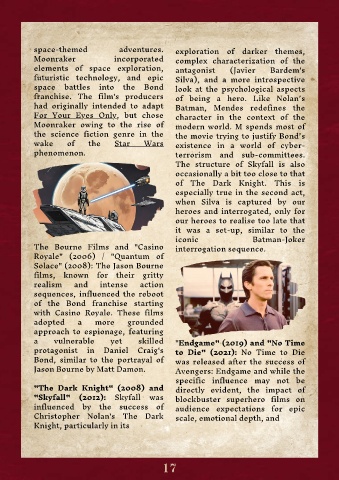 space-themed adventures.
Moonraker incorporated
elements of space exploration,
futuristic technology, and epic
space battles into the Bond
franchise. The film's producers
had originally intended to adapt
For Your Eyes Only, but chose
Moonraker owing to the rise of
the science fiction genre in the
wake of the Star Wars
phenomenon.
The Bourne Films and "Casino
Royale" (2006) / "Quantum of
Solace" (2008): The Jason Bourne
films, known for their gritty
realism and intense action
sequences, influenced the reboot
of the Bond franchise starting
with Casino Royale. These films
adopted a more grounded
approach to espionage, featuring
a vulnerable yet skilled
protagonist in Daniel Craig's
Bond, similar to the portrayal of
Jason Bourne by Matt Damon.
"The Dark Knight" (2008) and
"Skyfall" (2012): Skyfall was
influenced by the success of
Christopher Nolan's The Dark
Knight, particularly in its
exploration of darker themes,
complex characterization of the
antagonist (Javier Bardem's
Silva), and a more introspective
look at the psychological aspects
of being a hero. Like Nolan's
Batman, Mendes redefines the
character in the context of the
modern world. M spends most of
the movie trying to justify Bond's
existence in a world of cyber-
terrorism and sub-committees.
The structure of Skyfall is also
occasionally a bit too close to that
of The Dark Knight. This is
especially true in the second act,
when Silva is captured by our
heroes and interrogated, only for
our heroes to realise too late that
it was a set-up, similar to the
iconic Batman-Joker
interrogation sequence.
"Endgame" (2019) and "No Time
to Die" (2021): No Time to Die
was released after the success of
Avengers: Endgame and while the
specific influence may not be
directly evident, the impact of
blockbuster superhero films on
audience expectations for epic
scale, emotional depth, and
17